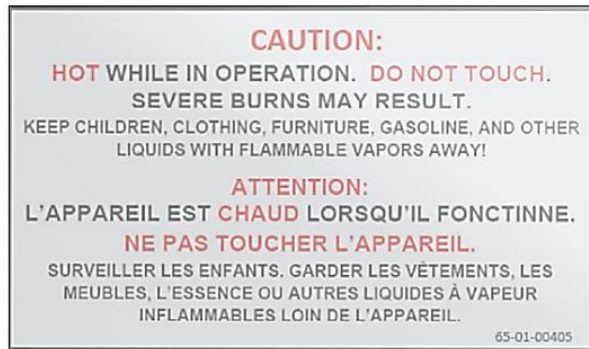 CAUTION:
HOT WHILE IN OPERATION. DO NOT TOUCH.
SEVERE BURNS MAY RESULT.
KEEP CHILDREN, CLOTHING, FURNITURE, GASOLINE, AND OTHER
LIQUIDS WITH FLAMMABLE VAPORS AWAY!
ATTENTION:
L'APPAREIL EST CHAUD LORSQU'IL FONCTINNE.
NE PAS TOUCHER L'APPAREIL.
SURVEILLER LES ENFANTS. GARDER LES VÊTEMENTS, LES
MEUBLES, L'ESSENCE OU AUTRES LIQUIDES À VAPEUR
INFLAMMABLES LOIN DE L'APPAREIL.
65-01-00405